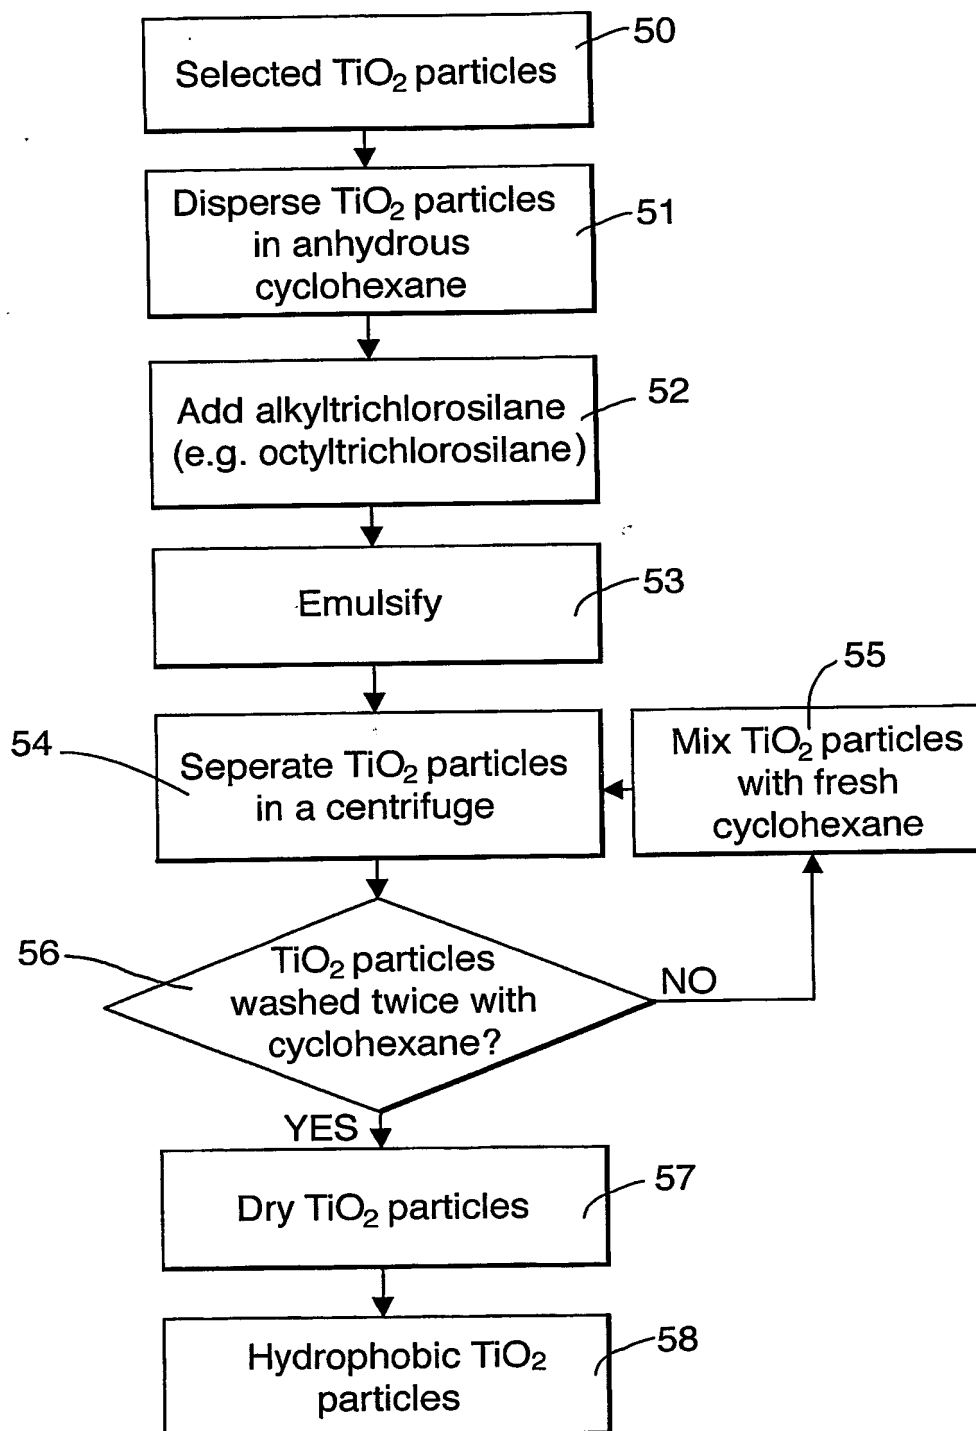 50
Selected TiO₂ particles
51
Disperse TiO₂ particles
in anhydrous
cyclohexane
52
Add alkyltrichlorosilane
(e.g. octyltrichlorosilane)
53
Emulsify
54
Seperate TiO₂ particles
in a centrifuge
55
Mix TiO₂ particles
with fresh
cyclohexane
56
TiO₂ particles
washed twice with
cyclohexane?
NO
YES
57
Dry TiO₂ particles
58
Hydrophobic TiO₂
particles